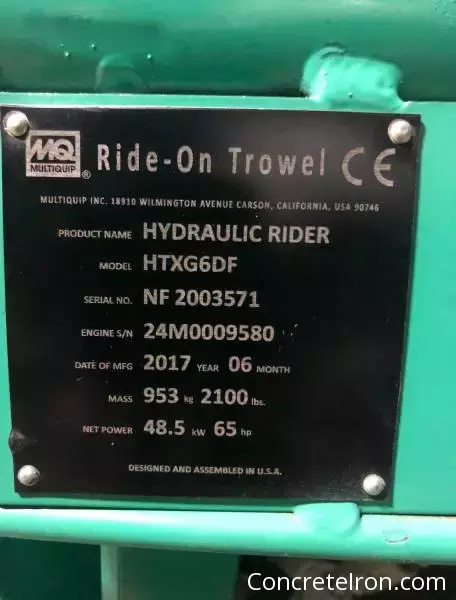 MQ
MULTIQUIP
® Ride-On Trowel CE
MULTIQUIP INC. 18910 WILMINGTON AVENUE CARSON, CALIFORNIA, USA 90746
PRODUCT NAME HYDRAULIC RIDER
MODEL HTXG6DF
SERIAL NO. NF 2003571
ENGINE S/N 24M0009580
DATE OF MFG 2017 YEAR 06 MONTH
MASS 953 kg 2100 lbs.
NET POWER 48.5 kW 65 hp
DESIGNED AND ASSEMBLED IN U.S.A.
ConcreteIron.com